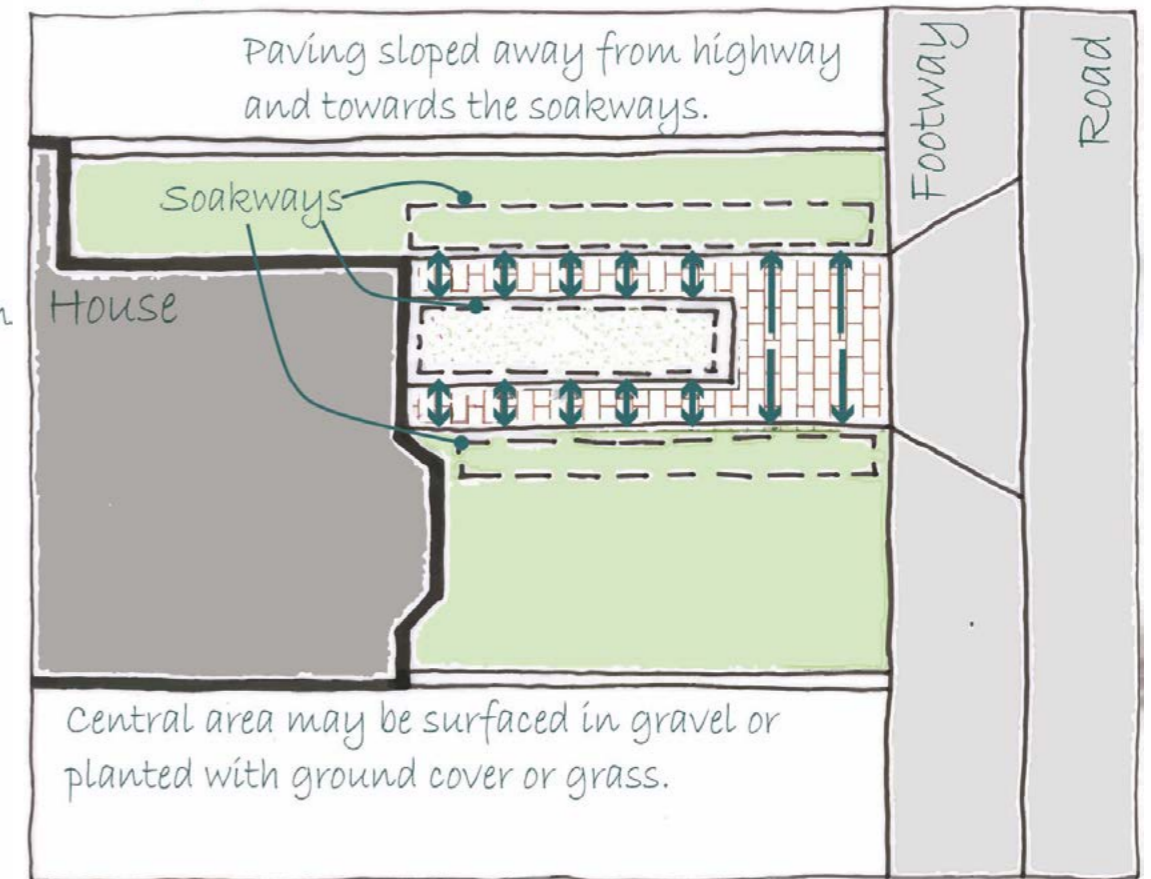 Paving sloped away from highway
and towards the soakways.
Footway
Road
Soakways
House
Central area may be surfaced in gravel or
planted with ground cover or grass.